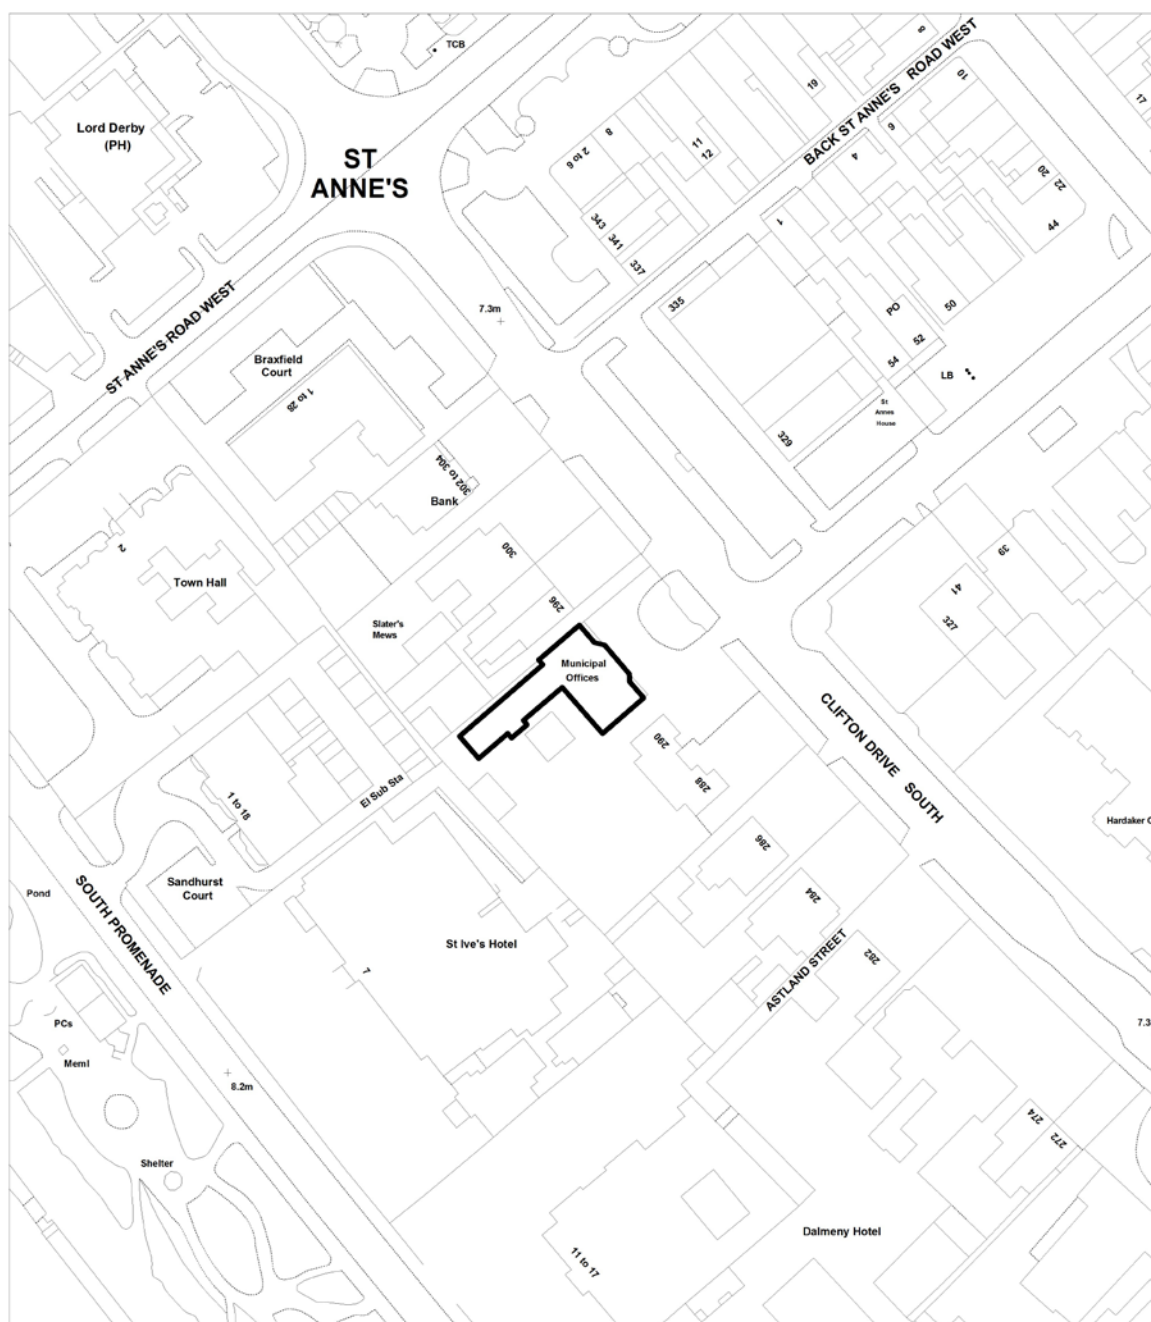 TCB
8
BACK ST ANNE'S ROAD WEST
10
19
17
Lord Derby
(PH)
ST
ANNE'S
8
2 to 6
11
12
6
4
20
22
1
44
343
341
337
335
7.3m
ST ANNE'S ROAD WEST
PO
50
52
54
LB
Braxfield
Court
1 to 28
St
Annes
House
329
302 to 304
Bank
2
300
39
Town Hall
41
296
327
Slater's
Mews
Municipal
Offices
CLIFTON DRIVE SOUTH
290
288
El Sub Sta
1 to 18
286
Hardaker C
Sandhurst
Court
284
Pond
SOUTH PROMENADE
St Ive's Hotel
282
7
ASTLAND STREET
PCs
Meml
7.3
8.2m
274
272
Shelter
Dalmeny Hotel
11 to 17